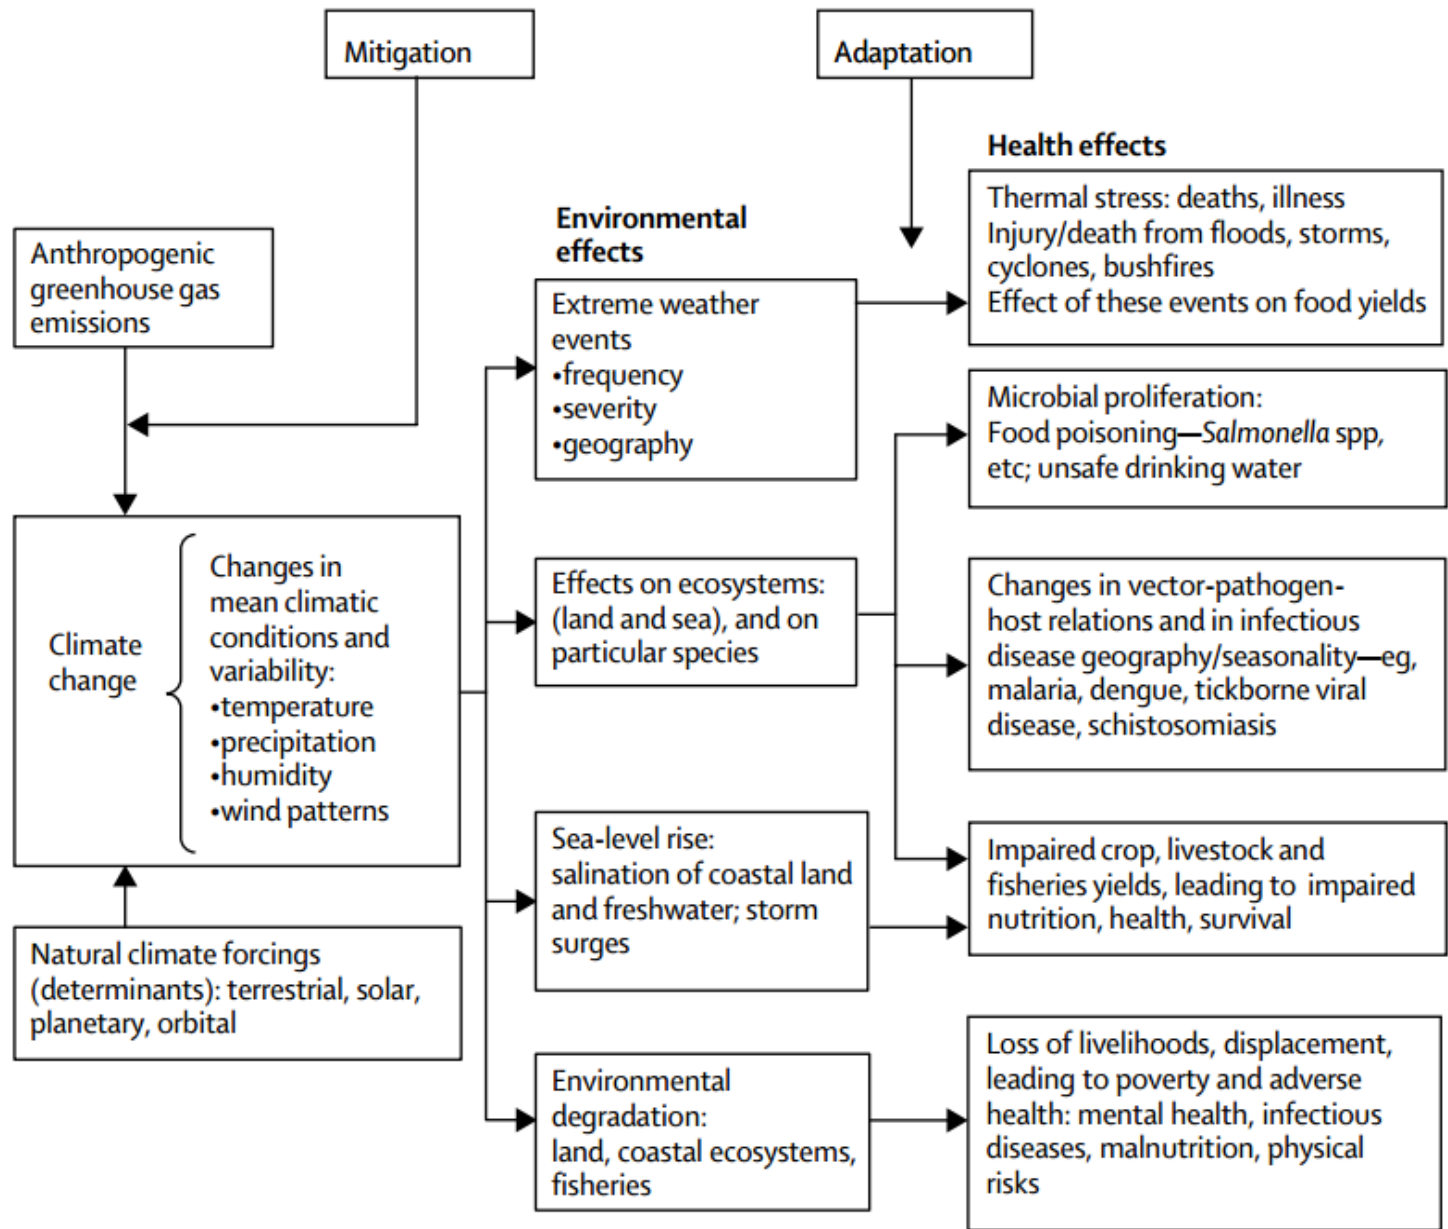 Mitigation
Adaptation
Health effects
Thermal stress: deaths, illness
Injury/death from floods, storms,
cyclones, bushfires
Effect of these events on food yields
Environmental
effects
Anthropogenic
greenhouse gas
emissions
Extreme weather
events
•frequency
•severity
•geography
Microbial proliferation:
Food poisoning—Salmonella spp,
etc; unsafe drinking water
Climate
change
Changes in
mean climatic
conditions and
variability:
•temperature
•precipitation
•humidity
•wind patterns
Effects on ecosystems:
(land and sea), and on
particular species
Changes in vector-pathogen-
host relations and in infectious
disease geography/seasonality—eg,
malaria, dengue, tickborne viral
disease, schistosomiasis
Sea-level rise:
salination of coastal land
and freshwater; storm
surges
Impaired crop, livestock and
fisheries yields, leading to impaired
nutrition, health, survival
Natural climate forcings
(determinants): terrestrial, solar,
planetary, orbital
Environmental
degradation:
land, coastal ecosystems,
fisheries
Loss of livelihoods, displacement,
leading to poverty and adverse
health: mental health, infectious
diseases, malnutrition, physical
risks